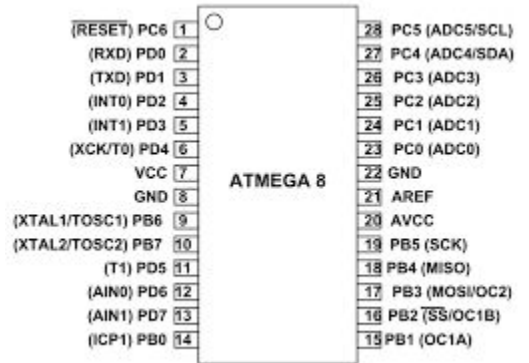 (RESET) PC6 1
(RXD) PD0 2
(TXD) PD1 3
(INT0) PD2 4
(INT1) PD3 5
(XCK/T0) PD4 6
VCC 7
GND 8
(XTAL1/TOSC1) PB6 9
(XTAL2/TOSC2) PB7 10
(T1) PD5 11
(AIN0) PD6 12
(AIN1) PD7 13
(ICP1) PB0 14
ATMEGA 8
28 PC5 (ADC5/SCL)
27 PC4 (ADC4/SDA)
26 PC3 (ADC3)
25 PC2 (ADC2)
24 PC1 (ADC1)
23 PC0 (ADC0)
22 GND
21 AREF
20 AVCC
19 PB5 (SCK)
18 PB4 (MISO)
17 PB3 (MOSI/OC2)
16 PB2 (SS/OC1B)
15 PB1 (OC1A)